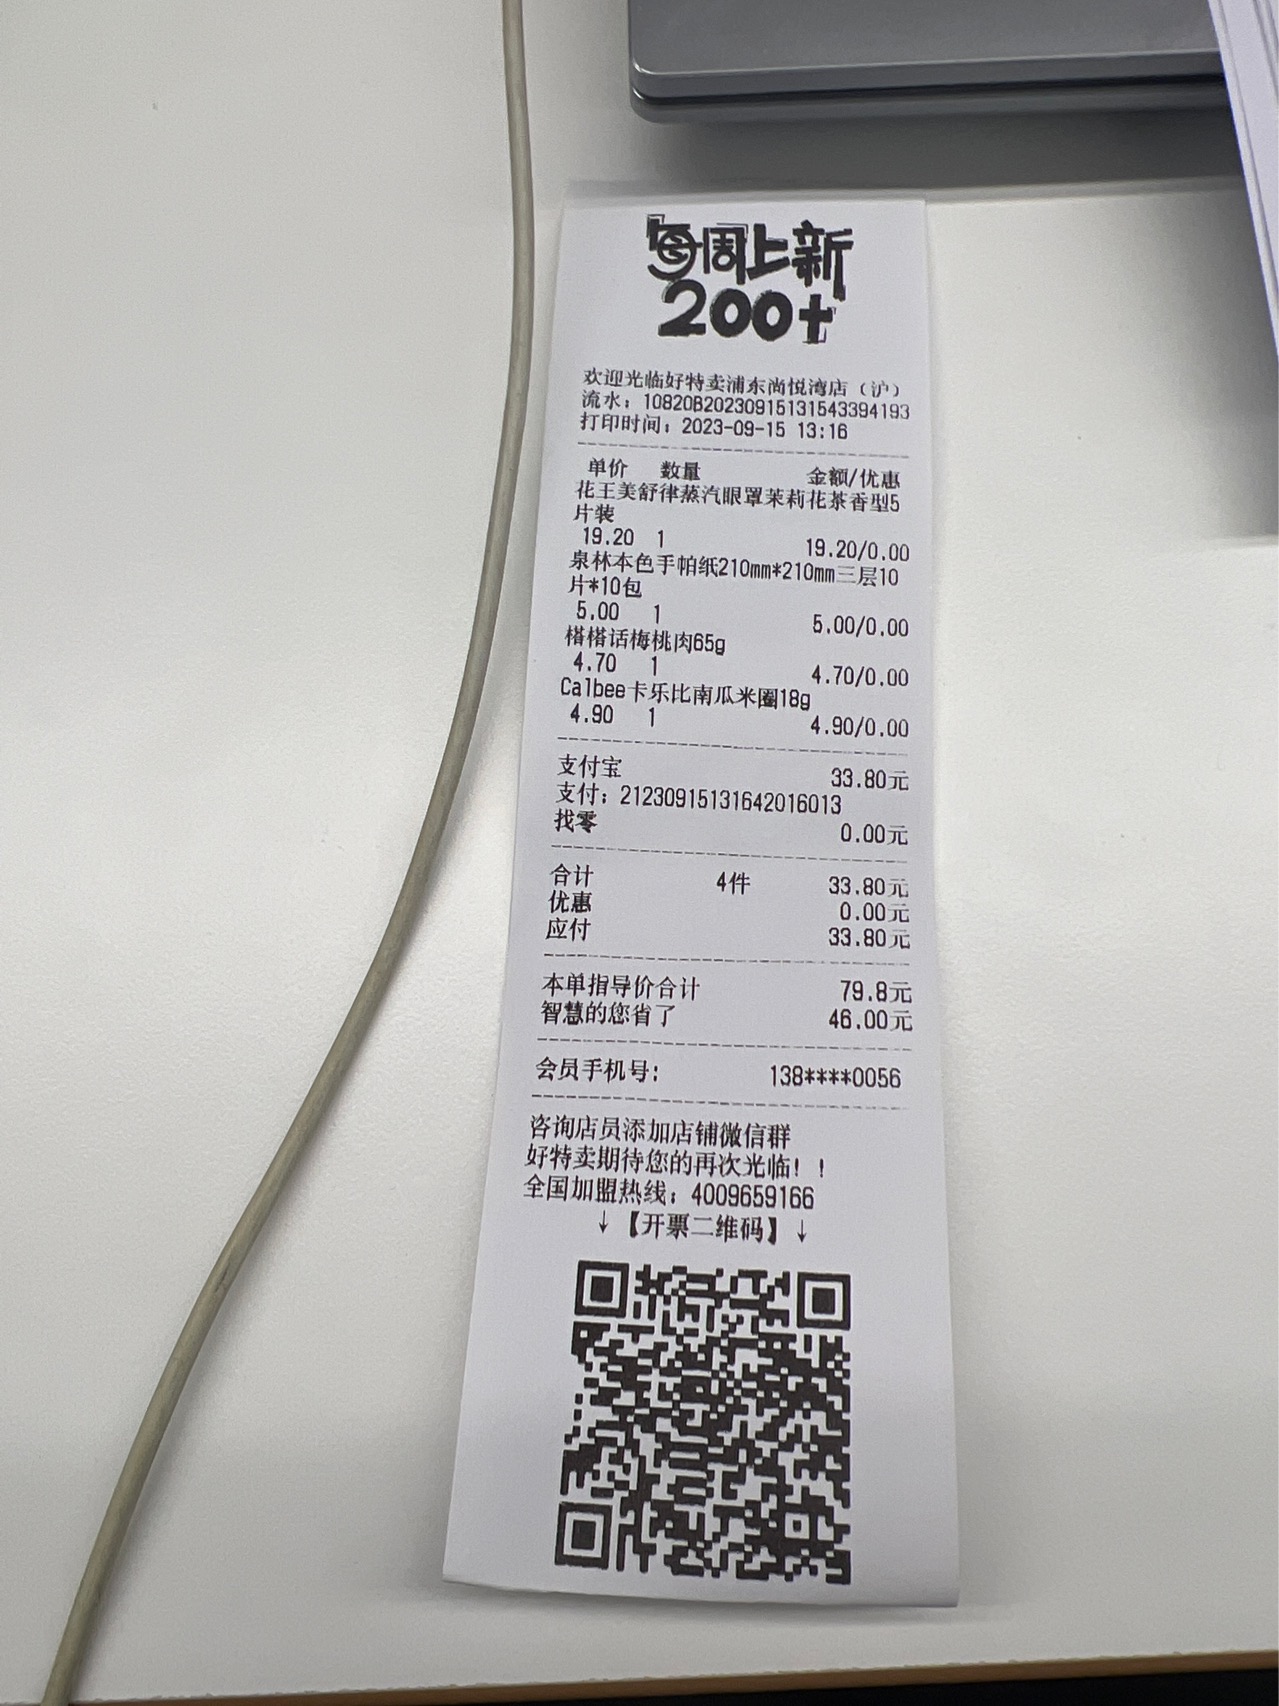 「每周上新
200+」
欢迎光临好特卖浦东尚悦湾店（沪）
流水：10820B20230915131543394193
打印时间：2023-09-15 13:16
单价 数量 金额/优惠
花王美舒律蒸汽眼罩茉莉花茶香型5
片装
19.20 1 19.20/0.00
泉林本色手帕纸210mm*210mm三层10
片*10包
5.00 1 5.00/0.00
榙榙话梅桃肉65g
4.70 1 4.70/0.00
Calbee卡乐比南瓜米圈18g
4.90 1 4.90/0.00
支付宝 33.80元
支付：21230915131642016013
找零 0.00元
合计 4件 33.80元
优惠 0.00元
应付 33.80元
本单指导价合计 79.8元
智慧的您省了 46.00元
会员手机号: 138****0056
咨询店员添加店铺微信群
好特卖期待您的再次光临！！
全国加盟热线：4009659166
↓【开票二维码】↓